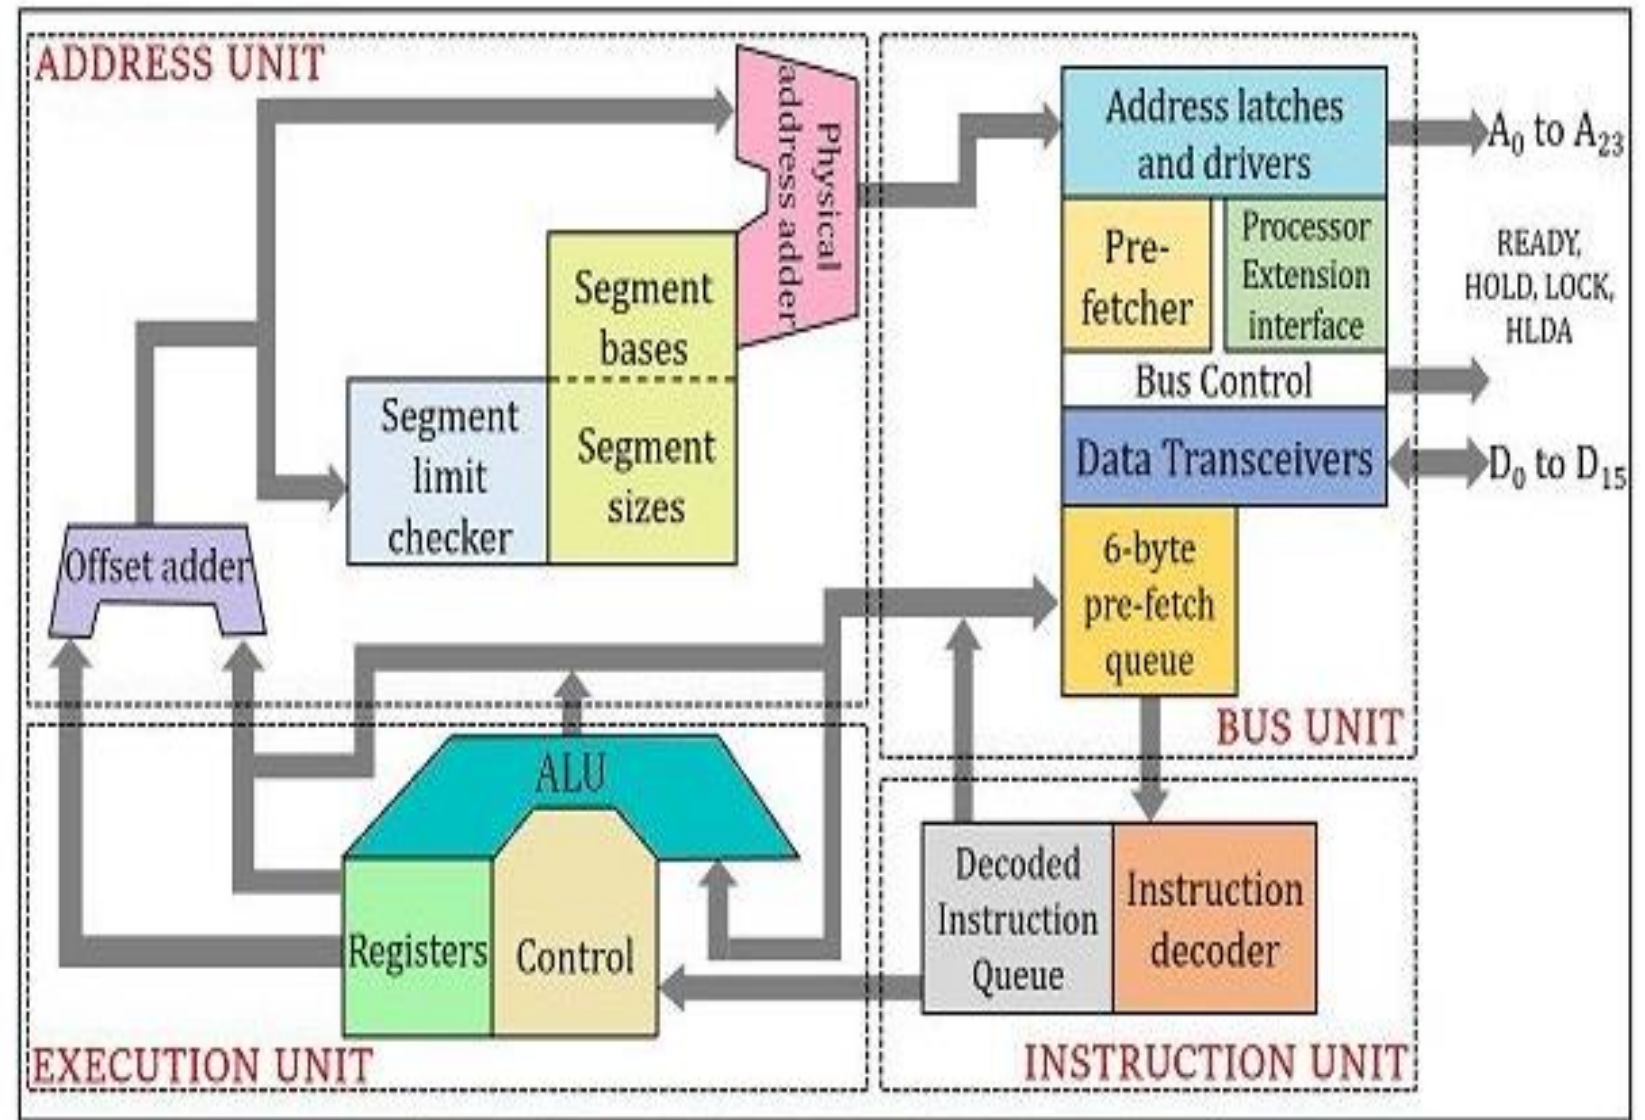 ADDRESS UNIT
Physical
address adder
Segment
bases
Segment
limit
checker
Segment
sizes
Offset adder
Address latches
and drivers
Pre-
fetcher
Processor
Extension
interface
Bus Control
Data Transceivers
6-byte
pre-fetch
queue
BUS UNIT
A₀ to A₂₃
READY,
HOLD, LOCK,
HLDA
D₀ to D₁₅
ALU
Registers
Control
EXECUTION UNIT
Decoded
Instruction
Queue
Instruction
decoder
INSTRUCTION UNIT